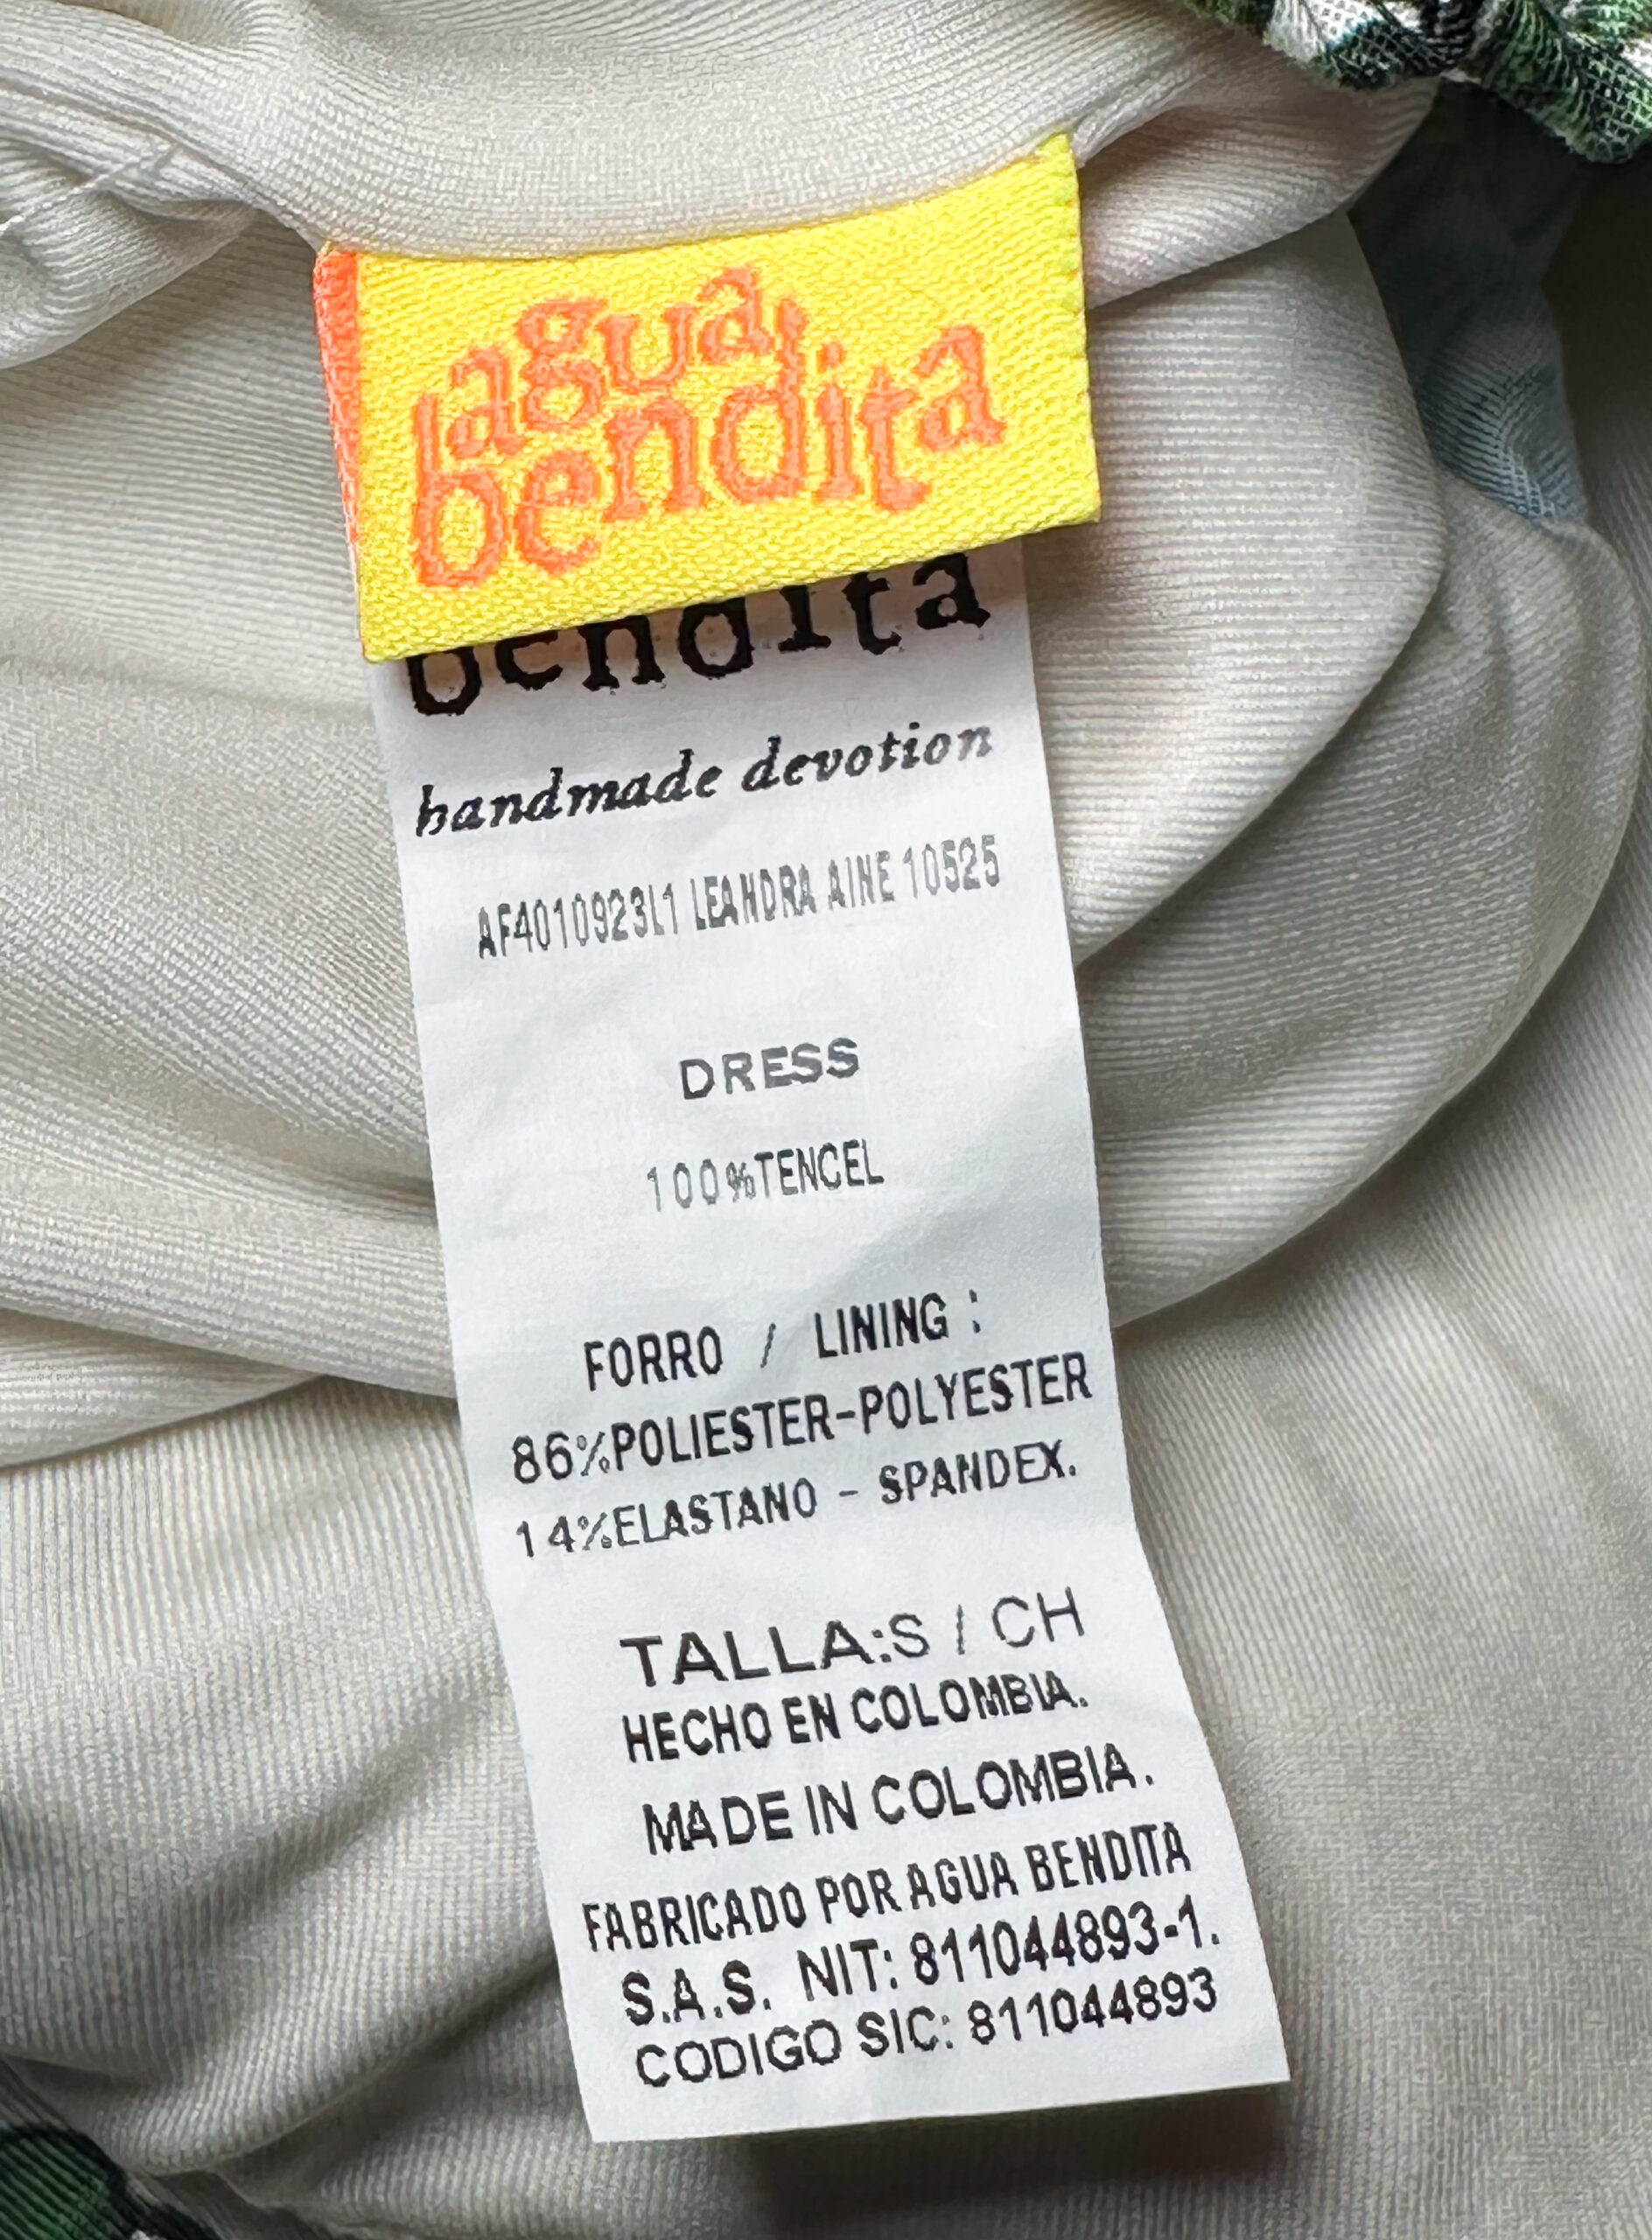 agua
bendita
bendita
handmade devotion
AF4010923L1 LEANDRA AINE 10525
DRESS
100%TENCEL
FORRO / LINING :
86%POLIESTER-POLYESTER
14%ELASTANO - SPANDEX.
TALLA:S / CH
HECHO EN COLOMBIA.
MADE IN COLOMBIA.
FABRICADO POR AGUA BENDITA
S.A.S. NIT: 811044893-1.
CODIGO SIC: 811044893